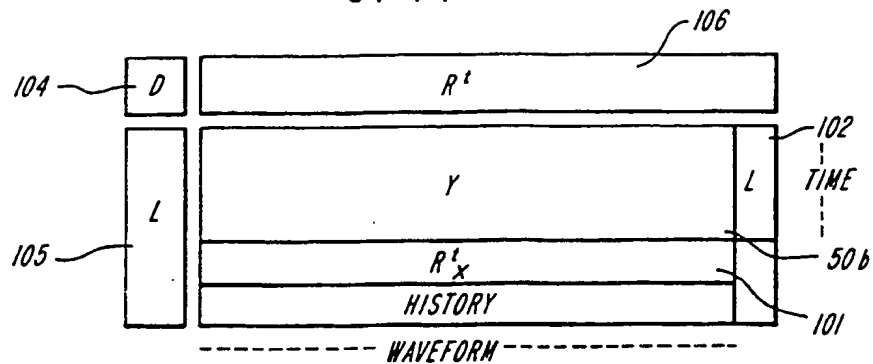 106
104
D
R^t
102
Y
L
TIME
L
105
R^t_x
50b
HISTORY
101
WAVEFORM